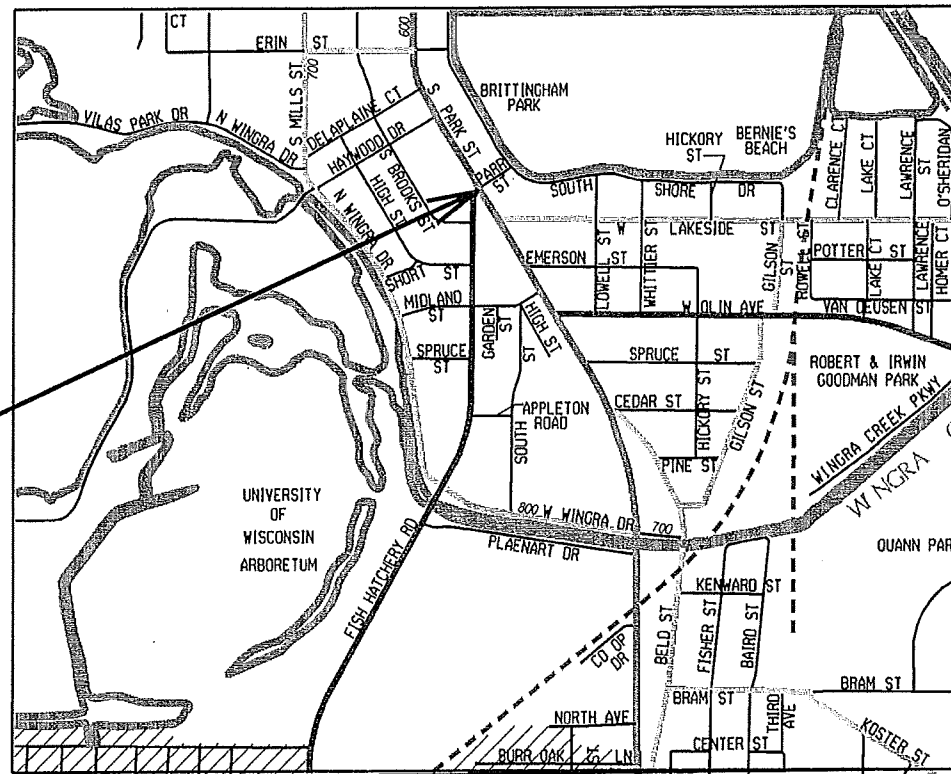 CT
ERIN ST
600
700
S MILLS ST
VILAS PARK DR
N WINGRA DR
DELAPLAINE CT
HAYWOOD DR
S PARK ST
BRITTINGHAM
PARK
PARR
ST
S BROOKS ST
HIGH ST
N WINGRA DR
SHORT ST
MIDLAND
ST
SPRUCE
ST
GARDEN
ST
HIGH ST
SOUTH ST
APPLETON
ROAD
HICKORY
ST
BERNIE'S
BEACH
SOUTH SHORE DR
W LAKESIDE ST
EMERSON ST
LOWELL ST
WHITTIER ST
GILSON ST
ROWELL ST
CLARENCE C
LAKE CT
LAWRENCE
ST
O'SHERIDAN
POTTER ST
LAKE CT
LAWRENCE
HOMER CT
VAN DEUSEN ST
W OLIN AVE
SPRUCE ST
CEDAR ST
HICKORY ST
GILSON ST
PINE ST
ROBERT & IRWIN
GOODMAN PARK
WINGRA CREEK PKWY
WINGRA C
UNIVERSITY
OF
WISCONSIN
ARBORETUM
800 W WINGRA DR 700
PLAENART DR
FISH HATCHERY RD
QUANN PAR
KENWARD ST
BELD ST
FISHER ST
BAIRD ST
CO OP
DR
BRAM ST
BRAM ST
THIRD
AVE
KOSTER ST
NORTH AVE
CENTER ST
BURR OAK LN
ST